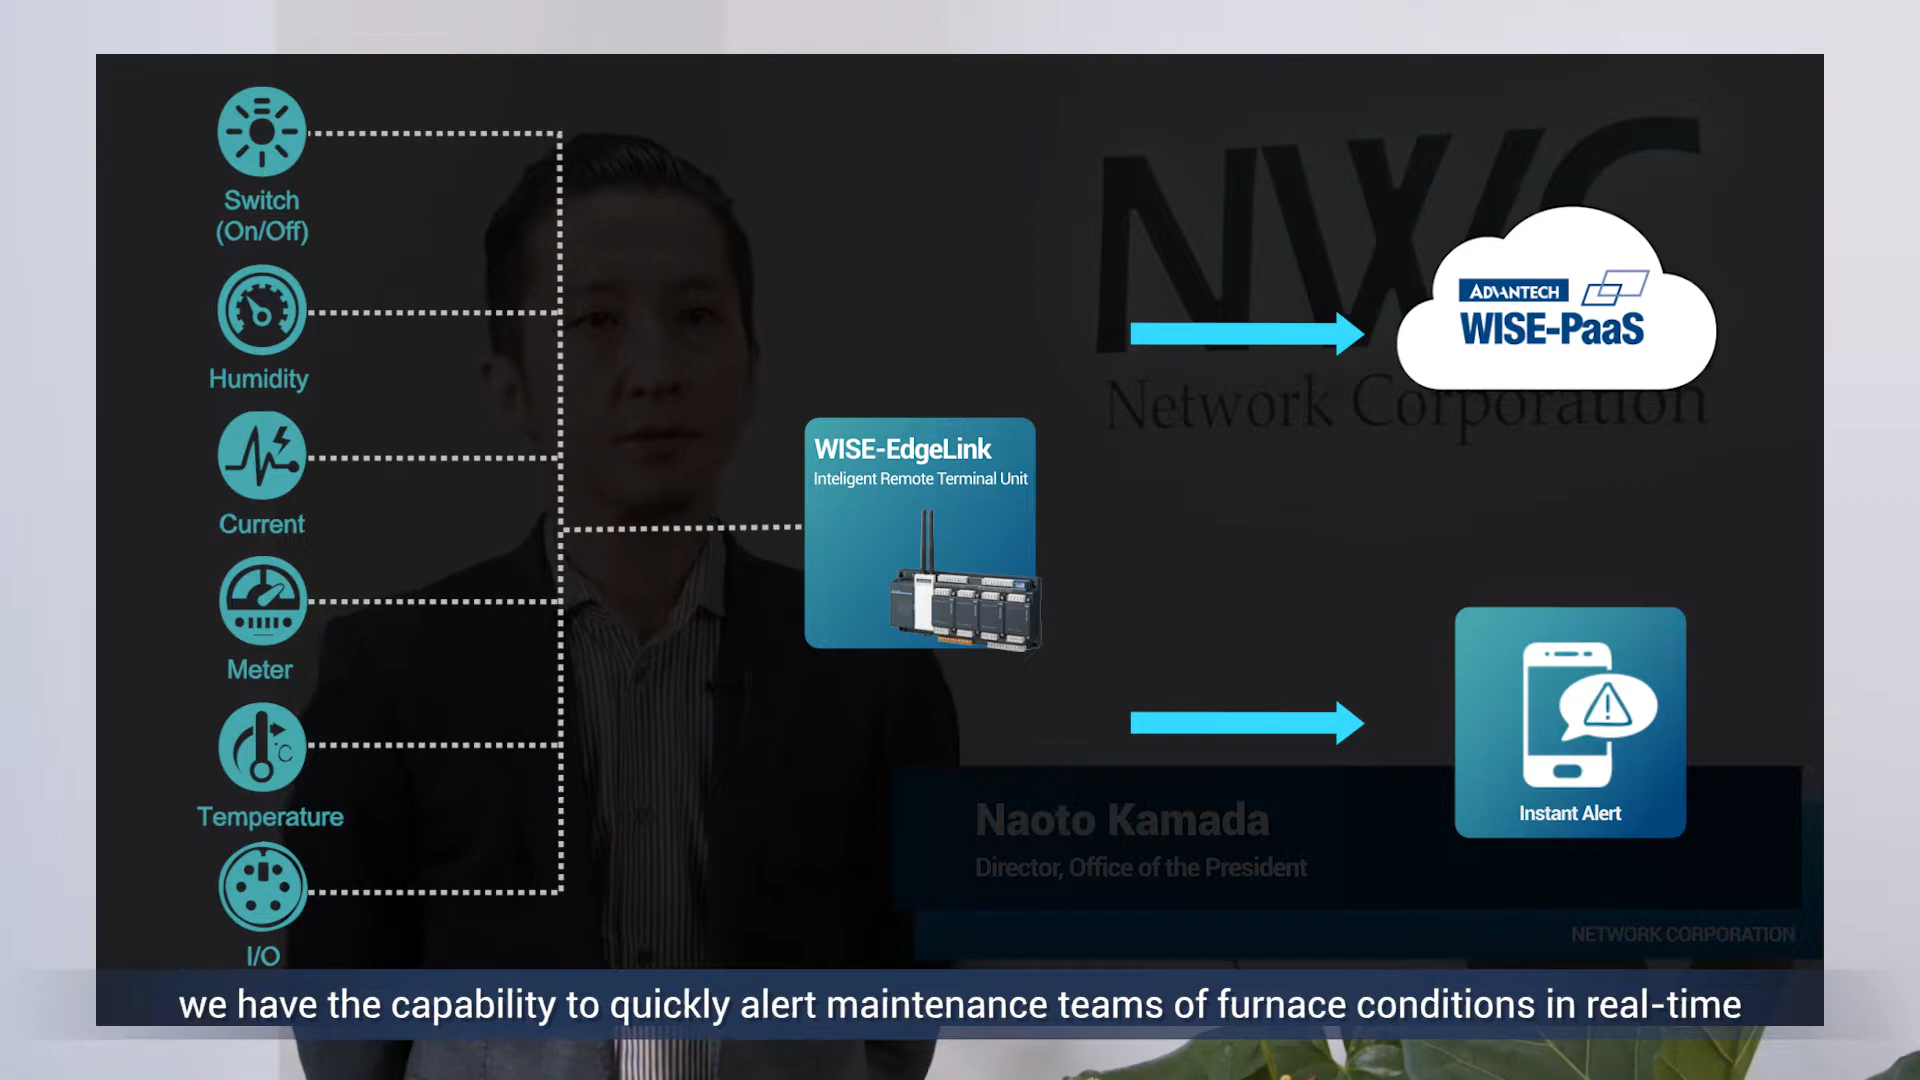 Switch
(On/Off)
Humidity
Current
Meter
Temperature
°C
I/O
WISE-EdgeLink
Inteligent Remote Terminal Unit
NWC
Network Corporation
ADVANTECH
WISE-PaaS
Instant Alert
Naoto Kamada
Director, Office of the President
NETWORK CORPORATION
we have the capability to quickly alert maintenance teams of furnace conditions in real-time